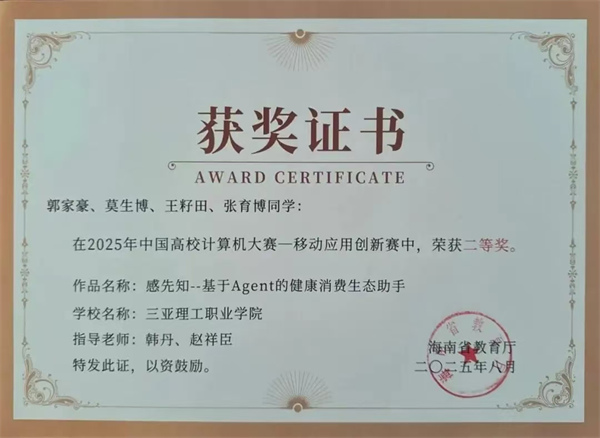 获奖证书
AWARD CERTIFICATE
郭家豪、莫生博、王籽田、张育博同学：
在2025年中国高校计算机大赛—移动应用创新赛中，荣获二等奖。
作品名称：感先知--基于Agent的健康消费生态助手
学校名称：三亚理工职业学院
指导老师：韩丹、赵祥臣
特发此证，以资鼓励。
海南省教育厅
二〇二五年八月